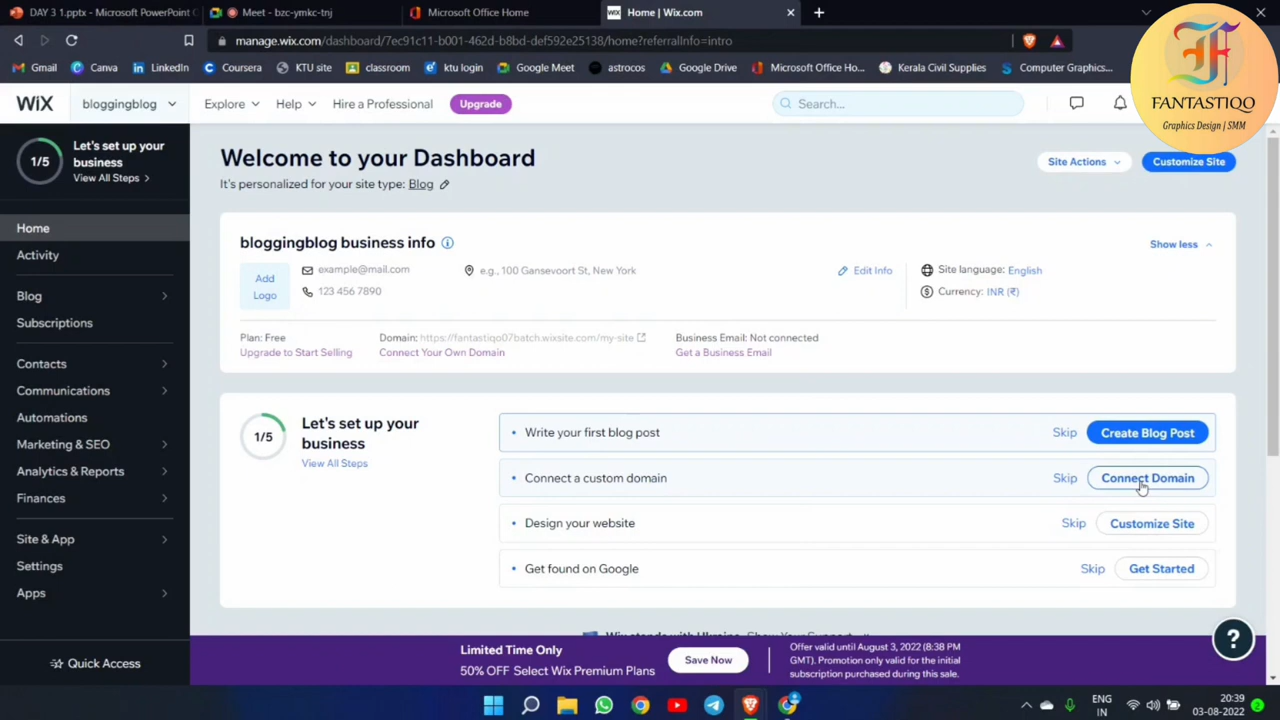 DAY 3 1.pptx - Microsoft PowerPoint
Meet - bzc-ymkc-tnj
Microsoft Office Home
Home | Wix.com
Gmail
Canva
LinkedIn
Coursera
KTU site
Classroom
ktu login
Google Meet
astrocos
Google Drive
Microsoft Office Ho...
Kerala Civil Supplies
Computer Graphics...
FANTASTIQO
Graphics Design | SMM
WiX
bloggingblog
Explore
Help
Hire a Professional
Upgrade
Search...
1/5
Let's set up your
business
View All Steps >
Home
Activity
Blog
Subscriptions
Contacts
Communications
Automations
Marketing & SEO
Analytics & Reports
Finances
Site & App
Settings
Apps
Quick Access
Welcome to your Dashboard
Site Actions
Customize Site
It's personalized for your site type: Blog
bloggingblog business info
Show less
Add
Logo
example@mail.com
123 456 7890
e.g., 100 Gansevoort St, New York
Edit Info
Site language: English
Currency: INR (₹)
Plan: Free
Upgrade to Start Selling
Domain: https://fantastiqo07batch.wixsite.com/my-site
Connect Your Own Domain
Business Email: Not connected
Get a Business Email
1/5
Let's set up your
business
View All Steps
Write your first blog post Skip Create Blog Post
Connect a custom domain Skip Connect Domain
Design your website Skip Customize Site
Get found on Google Skip Get Started
Wix stands with Ukraine Show Your Support
Limited Time Only
50% OFF Select Wix Premium Plans
Save Now
Offer valid until August 3, 2022 (8:38 PM
GMT). Promotion only valid for the initial
subscription purchased during this sale.
?
ENG
IN
20:39
03-08-2022
2